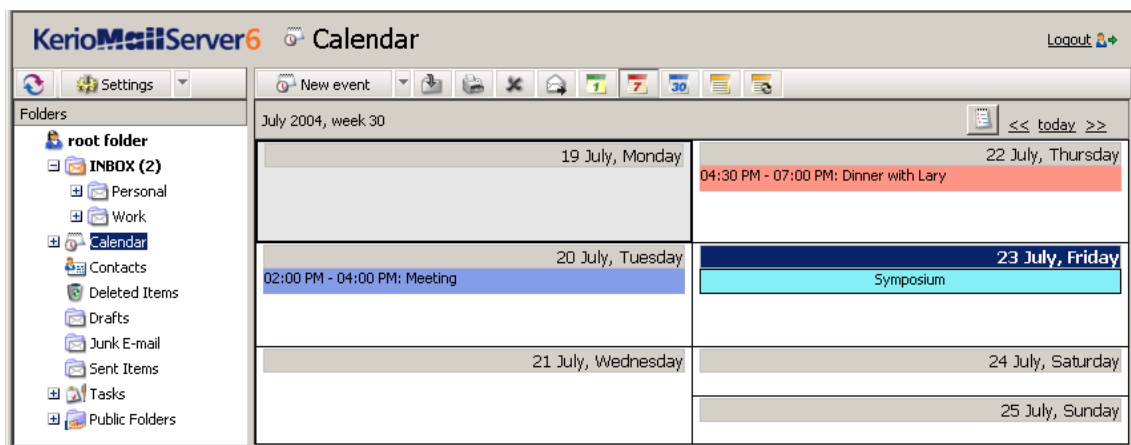 KerioMailServer6 Calendar
Logout
Settings
New event
1
7
30
Folders
July 2004, week 30
<< today >>
root folder
INBOX (2)
Personal
Work
Calendar
Contacts
Deleted Items
Drafts
Junk E-mail
Sent Items
Tasks
Public Folders
19 July, Monday
20 July, Tuesday
02:00 PM - 04:00 PM: Meeting
21 July, Wednesday
22 July, Thursday
04:30 PM - 07:00 PM: Dinner with Lary
23 July, Friday
Symposium
24 July, Saturday
25 July, Sunday